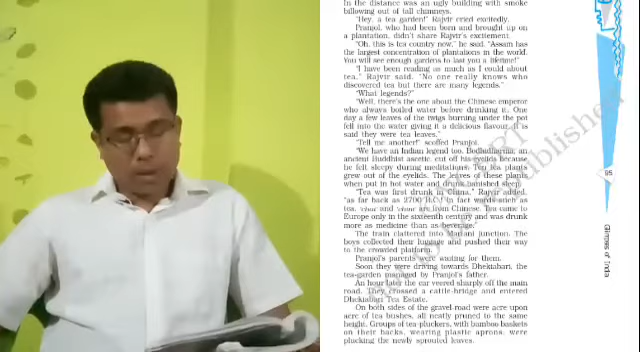 In the distance was an ugly building with smoke
billowing out of tall chimneys.
"Hey, a tea garden!" Rajvir cried excitedly.
Pranjol, who had been born and brought up on
a plantation, didn't share Rajvir's excitement.
"Oh, this is tea country now," he said. "Assam has
the largest concentration of plantations in the world.
You will see enough gardens to last you a lifetime!"
"I have been reading as much as I could about
tea," Rajvir said. "No one really knows who
discovered tea but there are many legends."
"What legends?"
"Well, there's the one about the Chinese emperor
who always boiled water before drinking it. One
day a few leaves of the twigs burning under the pot
fell into the water giving it a delicious flavour. It is
said they were tea leaves."
"Tell me another!" scoffed Pranjol.
"We have an Indian legend too. Bodhidharma, an
ancient Buddhist ascetic, cut off his eyelids because
he felt sleepy during meditations. Ten tea plants
grew out of the eyelids. The leaves of these plants
when put in hot water and drunk banished sleep.
"Tea was first drunk in China," Rajvir added,
"as far back as 2700 B.C.! In fact words such as
tea, 'chai' and 'chini' are from Chinese. Tea came to
Europe only in the sixteenth century and was drunk
more as medicine than as beverage."
The train clattered into Mariani junction. The
boys collected their luggage and pushed their way
to the crowded platform.
Pranjol's parents were waiting for them.
Soon they were driving towards Dhekiabari, the
tea-garden managed by Pranjol's father.
An hour later the car veered sharply off the main
road. They crossed a cattle-bridge and entered
Dhekiabari Tea Estate.
On both sides of the gravel-road were acre upon
acre of tea bushes, all neatly pruned to the same
height. Groups of tea-pluckers, with bamboo baskets
on their backs, wearing plastic aprons, were
plucking the newly sprouted leaves.
95
Glimpses of India